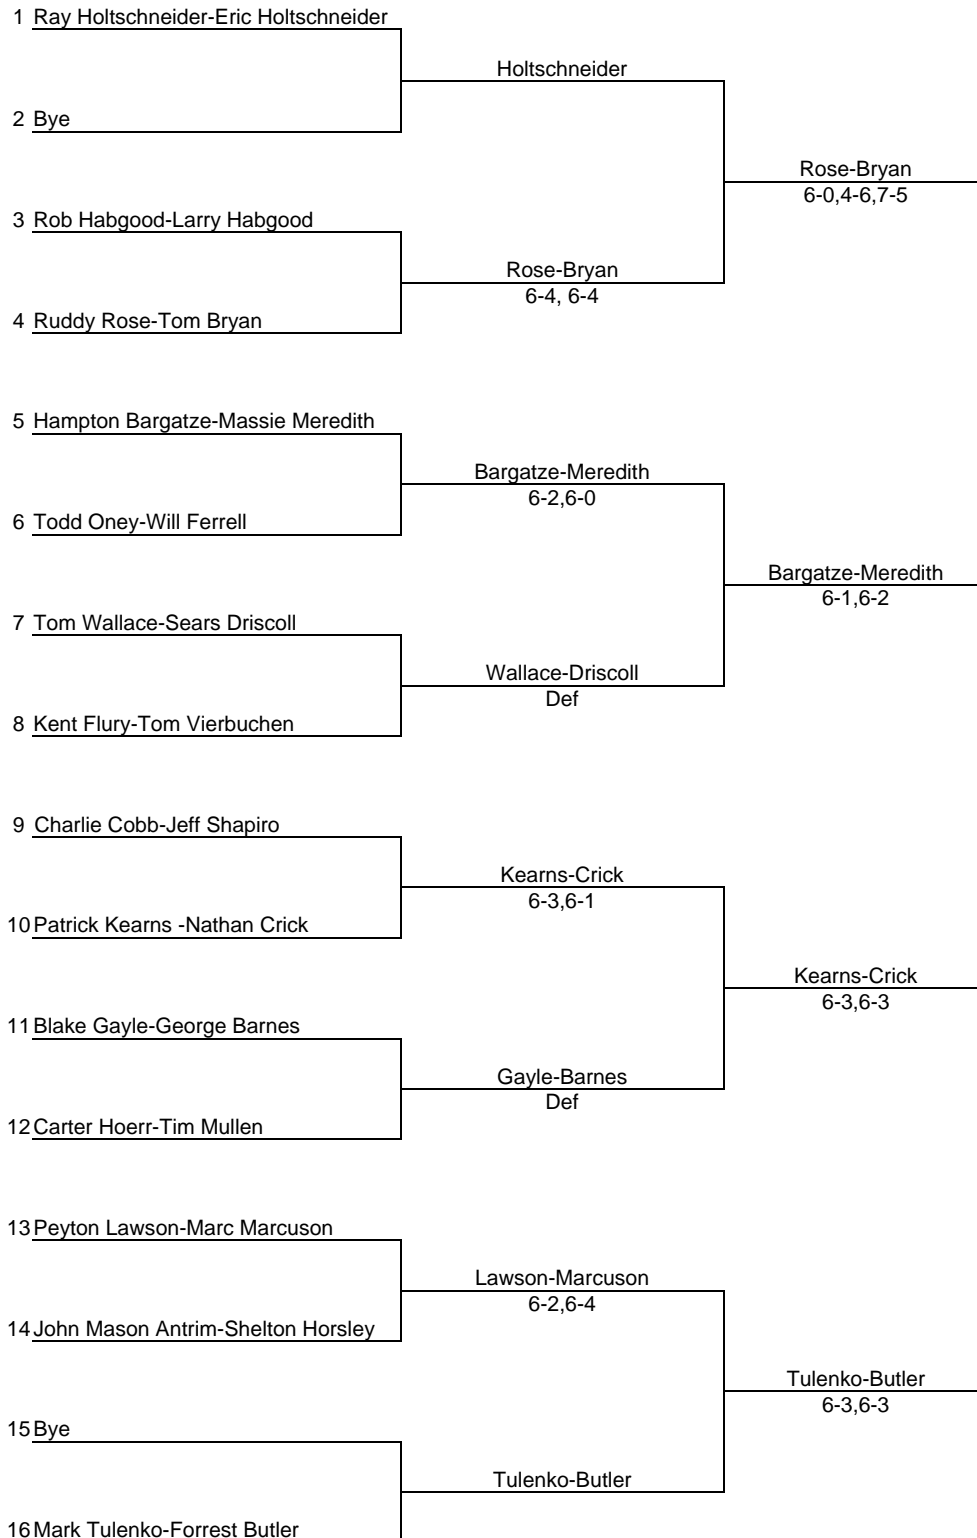 1 Ray Holtschneider-Eric Holtschneider
Holtschneider
2 Bye
Rose-Bryan
6-0,4-6,7-5
3 Rob Habgood-Larry Habgood
Rose-Bryan
6-4, 6-4
4 Ruddy Rose-Tom Bryan
5 Hampton Bargatze-Massie Meredith
Bargatze-Meredith
6-2,6-0
6 Todd Oney-Will Ferrell
Bargatze-Meredith
6-1,6-2
7 Tom Wallace-Sears Driscoll
Wallace-Driscoll
Def
8 Kent Flury-Tom Vierbuchen
9 Charlie Cobb-Jeff Shapiro
Kearns-Crick
6-3,6-1
10 Patrick Kearns -Nathan Crick
Kearns-Crick
6-3,6-3
11 Blake Gayle-George Barnes
Gayle-Barnes
Def
12 Carter Hoerr-Tim Mullen
13 Peyton Lawson-Marc Marcuson
Lawson-Marcuson
6-2,6-4
14 John Mason Antrim-Shelton Horsley
Tulenko-Butler
6-3,6-3
15 Bye
Tulenko-Butler
16 Mark Tulenko-Forrest Butler